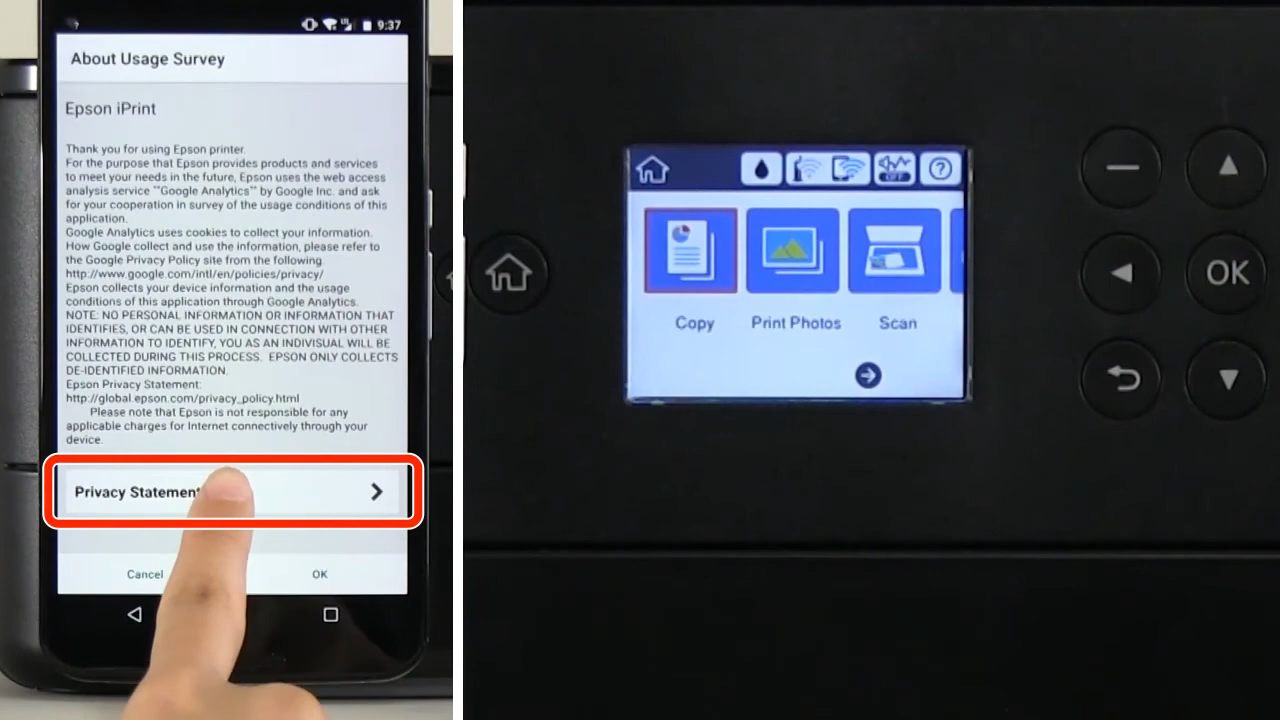 9:37
About Usage Survey
Epson iPrint
Thank you for using Epson printer.
For the purpose that Epson provides products and services
to meet your needs in the future, Epson uses the web access
analysis service ""Google Analytics"" by Google Inc. and ask
for your cooperation in survey of the usage conditions of this
application.
Google Analytics uses cookies to collect your information.
How Google collect and use the information, please refer to
the Google Privacy Policy site from the following.
http://www.google.com/intl/en/policies/privacy/
Epson collects your device information and the usage
conditions of this application through Google Analytics.
NOTE: NO PERSONAL INFORMATION OR INFORMATION THAT
IDENTIFIES, OR CAN BE USED IN CONNECTION WITH OTHER
INFORMATION TO IDENTIFY, YOU AS AN INDIVISUAL WILL BE
COLLECTED DURING THIS PROCESS. EPSON ONLY COLLECTS
DE-IDENTIFIED INFORMATION.
Epson Privacy Statement:
http://global.epson.com/privacy_policy.html
Please note that Epson is not responsible for any
applicable charges for Internet connectively through your
device.
Privacy Statement
Cancel OK
OFF
Copy Print Photos Scan
OK